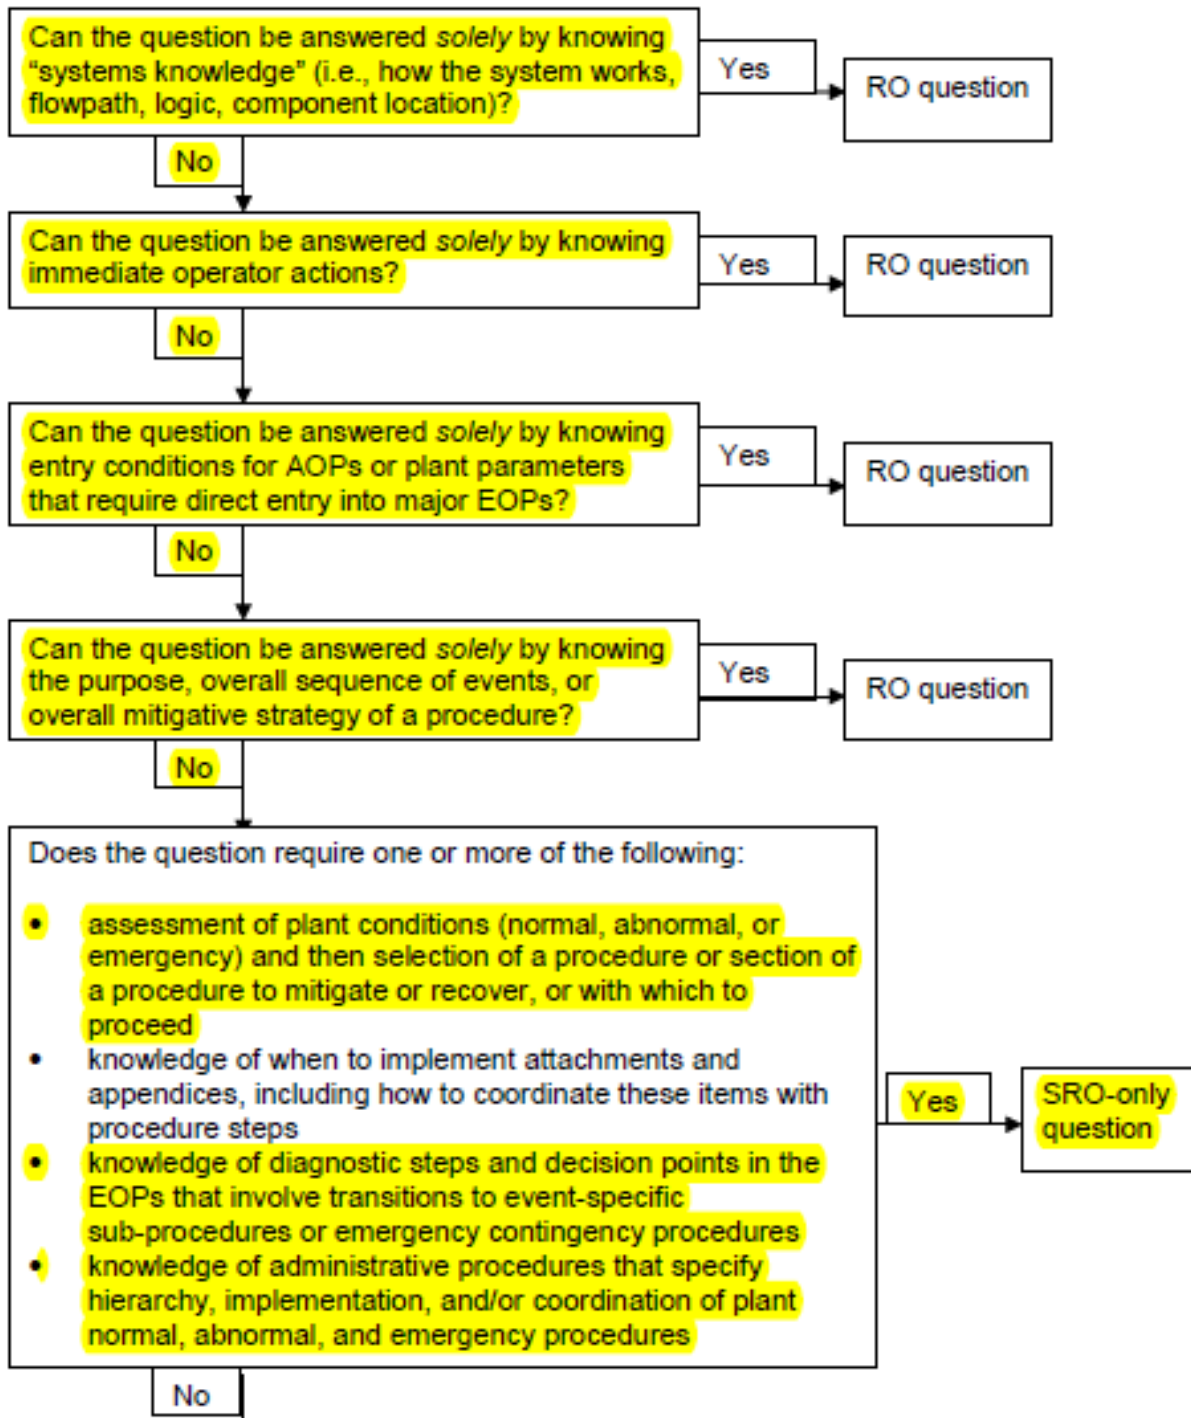 Can the question be answered solely by knowing
“systems knowledge” (i.e., how the system works,
flowpath, logic, component location)?
Yes
RO question
No
Can the question be answered solely by knowing
immediate operator actions?
Yes
RO question
No
Can the question be answered solely by knowing
entry conditions for AOPs or plant parameters
that require direct entry into major EOPs?
Yes
RO question
No
Can the question be answered solely by knowing
the purpose, overall sequence of events, or
overall mitigative strategy of a procedure?
Yes
RO question
No
Does the question require one or more of the following:
• assessment of plant conditions (normal, abnormal, or
emergency) and then selection of a procedure or section of
a procedure to mitigate or recover, or with which to
proceed
• knowledge of when to implement attachments and
appendices, including how to coordinate these items with
procedure steps
• knowledge of diagnostic steps and decision points in the
EOPs that involve transitions to event-specific
sub-procedures or emergency contingency procedures
• knowledge of administrative procedures that specify
hierarchy, implementation, and/or coordination of plant
normal, abnormal, and emergency procedures
Yes
SRO-only
question
No